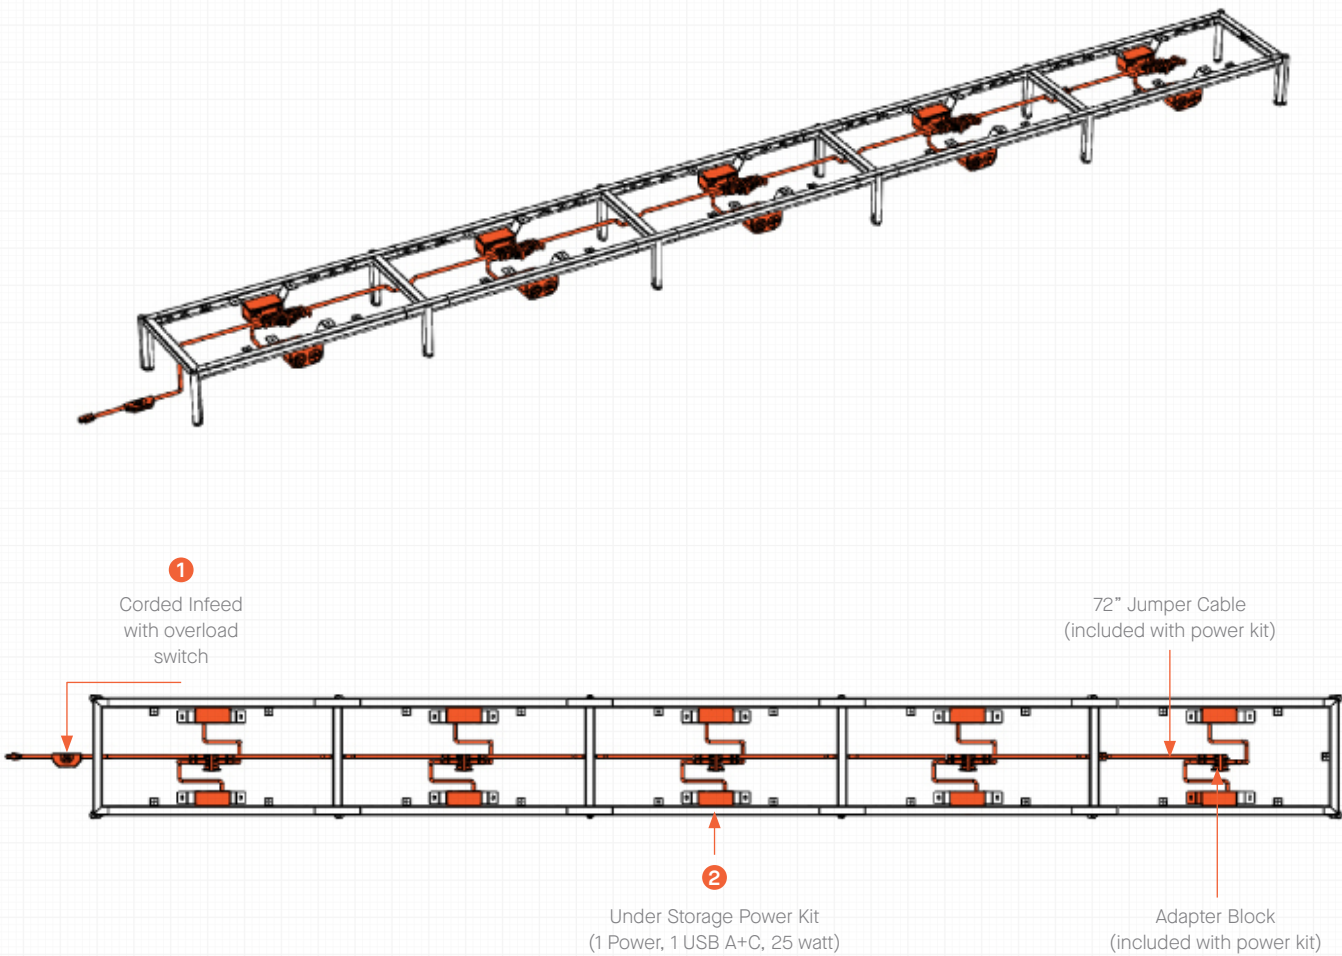 1
Corded Infeed
with overload
switch
72” Jumper Cable
(included with power kit)
2
Under Storage Power Kit
(1 Power, 1 USB A+C, 25 watt)
Adapter Block
(included with power kit)